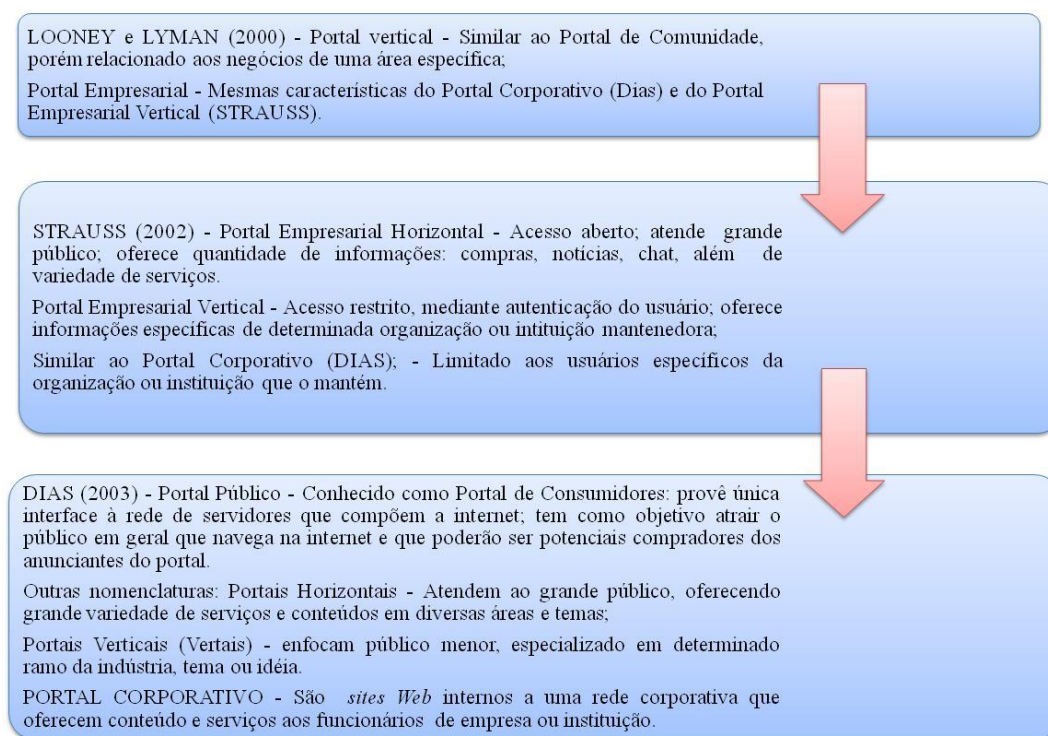 LOONEY e LYMAN (2000) - Portal vertical - Similar ao Portal de Comunidade,
porém relacionado aos negócios de uma área específica;
Portal Empresarial - Mesmas características do Portal Corporativo (Dias) e do Portal
Empresarial Vertical (STRAUSS).
STRAUSS (2002) - Portal Empresarial Horizontal - Acesso aberto; atende grande
público; oferece quantidade de informações: compras, notícias, chat, além de
variedade de serviços.
Portal Empresarial Vertical - Acesso restrito, mediante autenticação do usuário; oferece
informações específicas de determinada organização ou intituição mantenedora;
Similar ao Portal Corporativo (DIAS); - Limitado aos usuários específicos da
organização ou instituição que o mantém.
DIAS (2003) - Portal Público - Conhecido como Portal de Consumidores: provê única
interface à rede de servidores que compõem a internet; tem como objetivo atrair o
público em geral que navega na internet e que poderão ser potenciais compradores dos
anunciantes do portal.
Outras nomenclaturas: Portais Horizontais - Atendem ao grande público, oferecendo
grande variedade de serviços e conteúdos em diversas áreas e temas;
Portais Verticais (Vertais) - enfocam público menor, especializado em determinado
ramo da indústria, tema ou idéia.
PORTAL CORPORATIVO - São sites Web internos a uma rede corporativa que
oferecem conteúdo e serviços aos funcionários de empresa ou instituição.